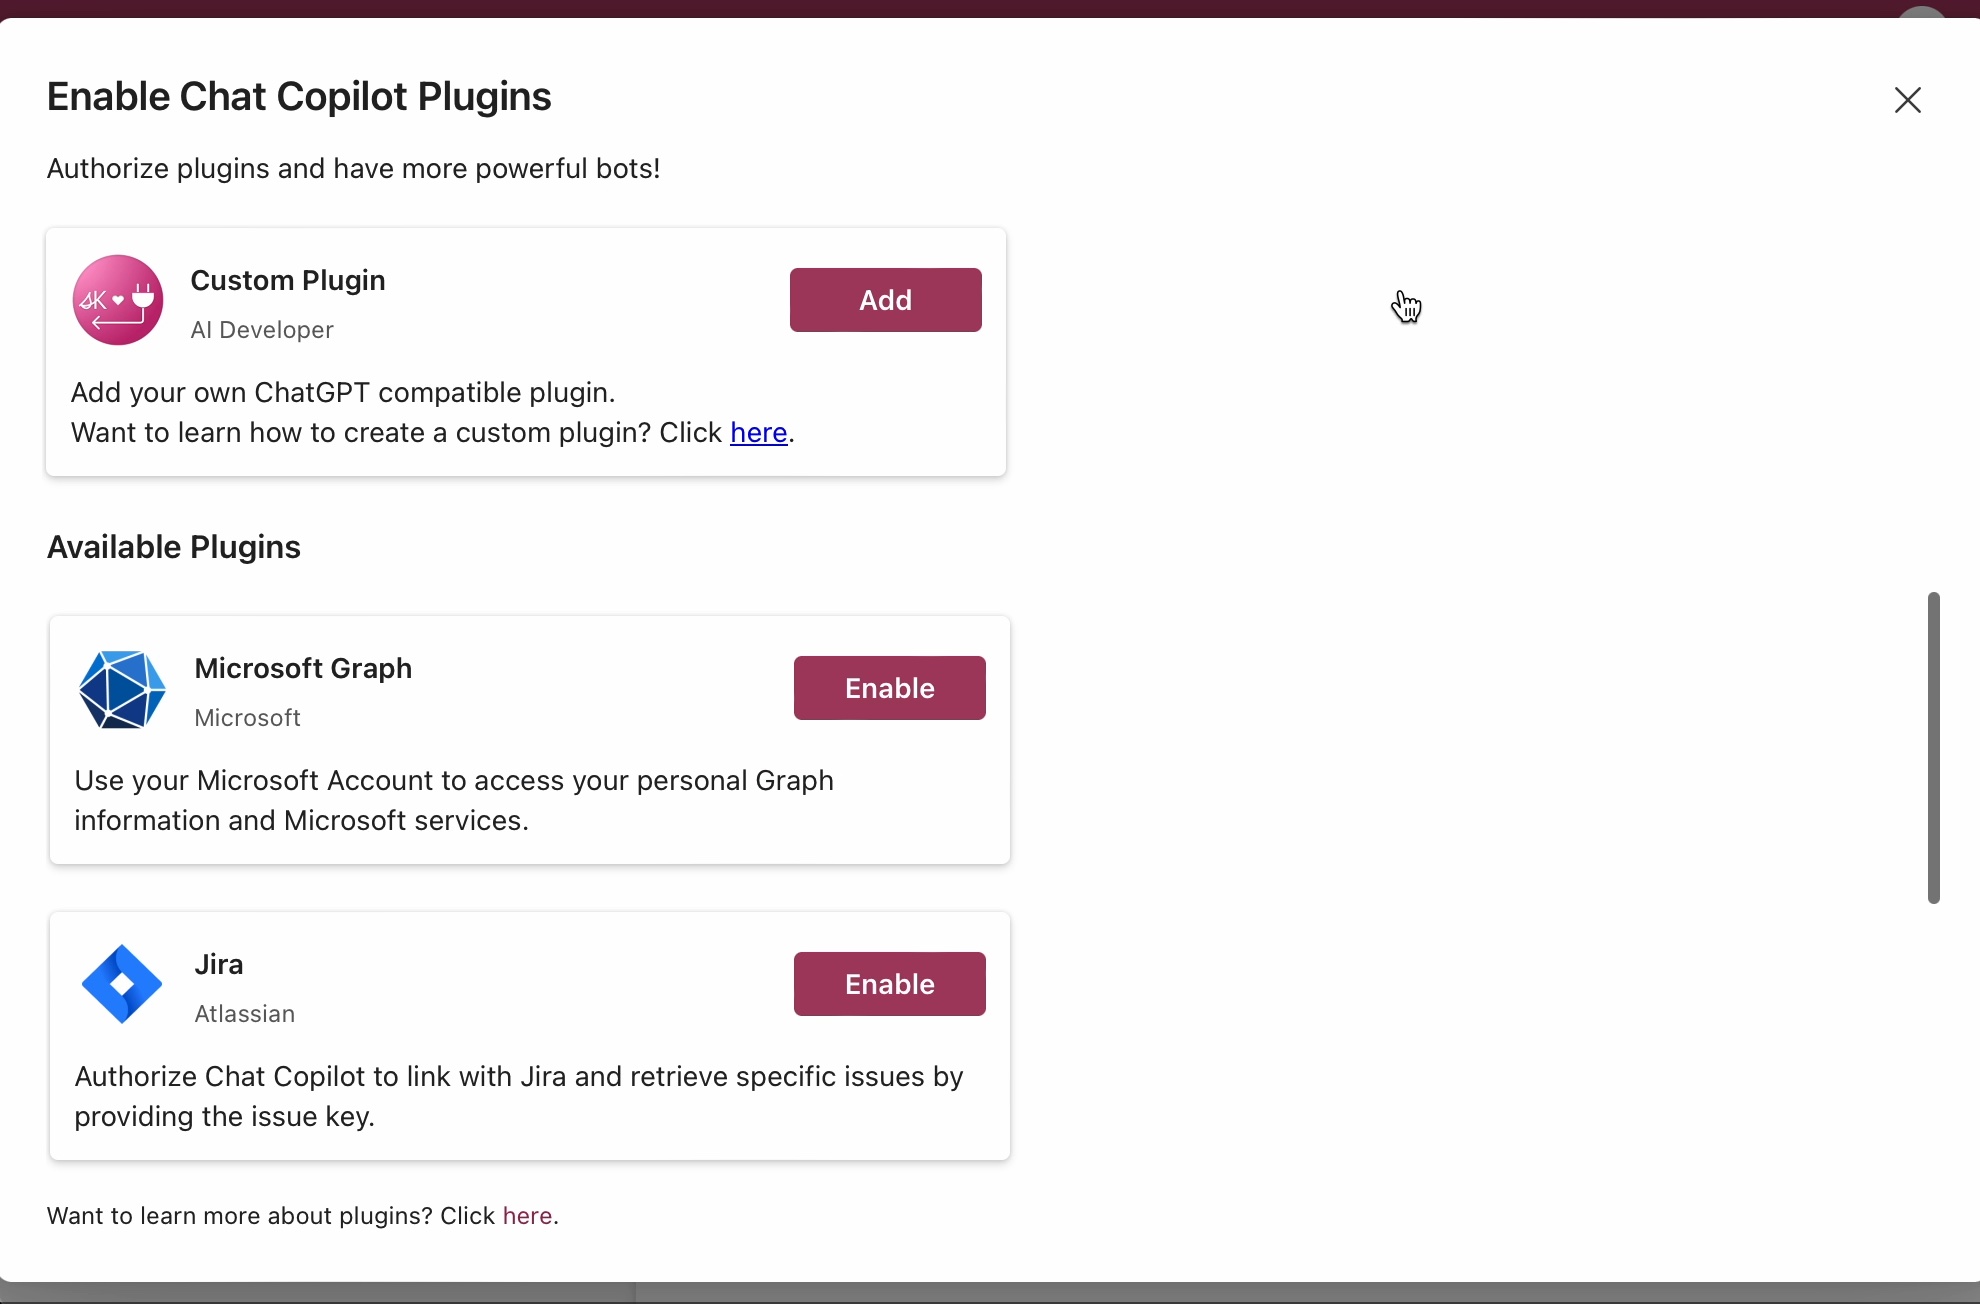 Enable Chat Copilot Plugins
Authorize plugins and have more powerful bots!
Custom Plugin
AI Developer
Add
Add your own ChatGPT compatible plugin.
Want to learn how to create a custom plugin? Click here.
Available Plugins
Microsoft Graph
Microsoft
Enable
Use your Microsoft Account to access your personal Graph
information and Microsoft services.
Jira
Atlassian
Enable
Authorize Chat Copilot to link with Jira and retrieve specific issues by
providing the issue key.
Want to learn more about plugins? Click here.